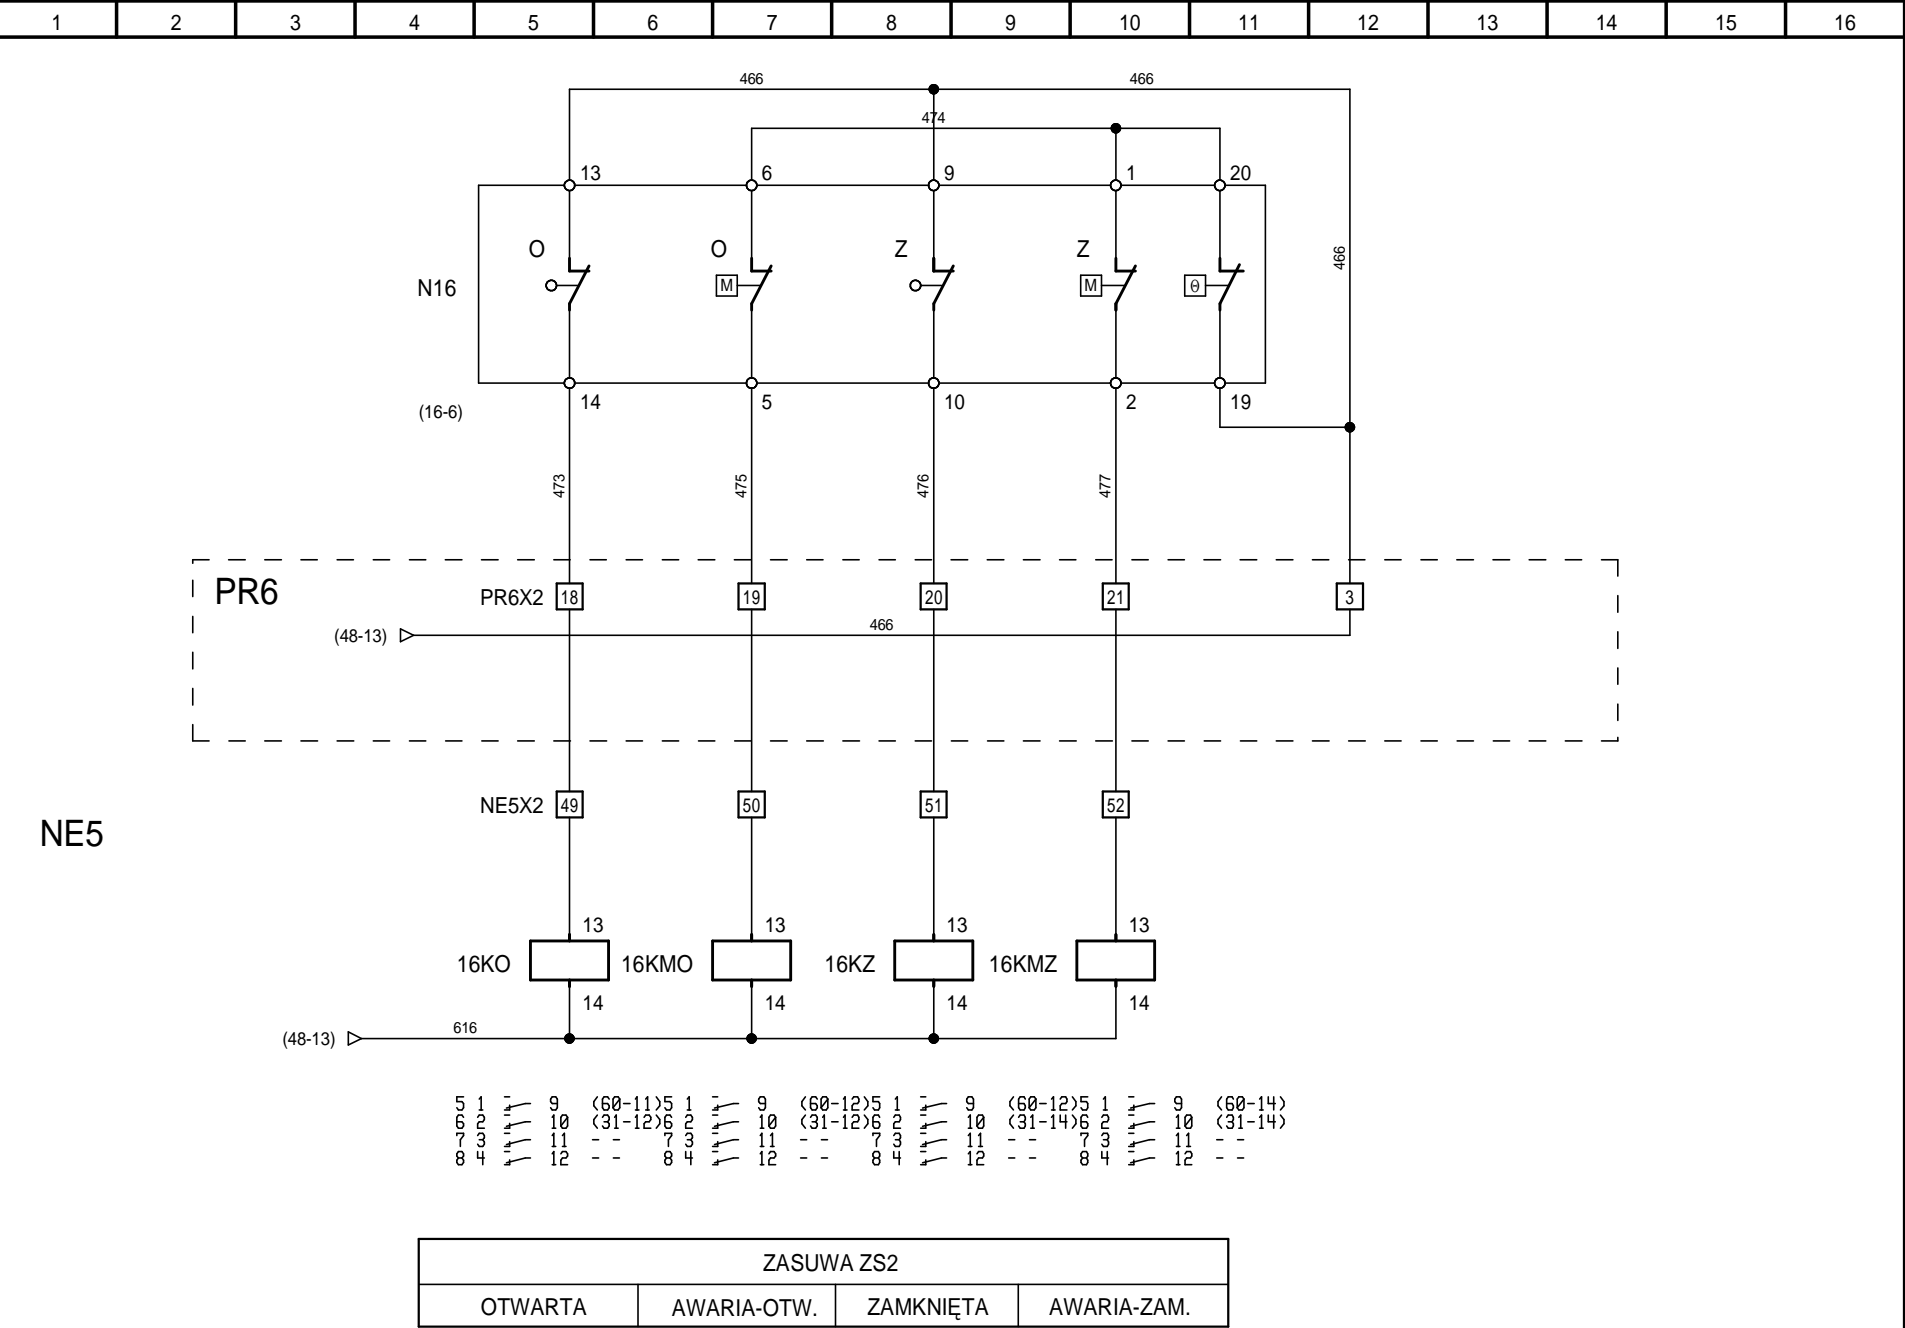 1 2 3 4 5 6 7 8 9 10 11 12 13 14 15 16
466 466
474
13 6 9 1 20
O O Z Z
466
N16 M M Θ
14 5 10 2 19
(16-6)
473 475 476 477
PR6 PR6X2 18 19 20 21 3
(48-13) 466
NE5X2 49 50 51 52
NE5
13 13 13 13
16KO 16KMO 16KZ 16KMZ
14 14 14 14
(48-13) 616
5 1 9 (60-11) 5 1 9 (60-12) 5 1 9 (60-12) 5 1 9 (60-14)
6 2 10 (31-12) 6 2 10 (31-12) 6 2 10 (31-14) 6 2 10 (31-14)
7 3 11 - - 7 3 11 - - 7 3 11 - - 7 3 11 - -
8 4 12 - - 8 4 12 - - 8 4 12 - - 8 4 12 - -
ZASUWA ZS2
OTWARTA AWARIA-OTW. ZAMKNIĘTA AWARIA-ZAM.